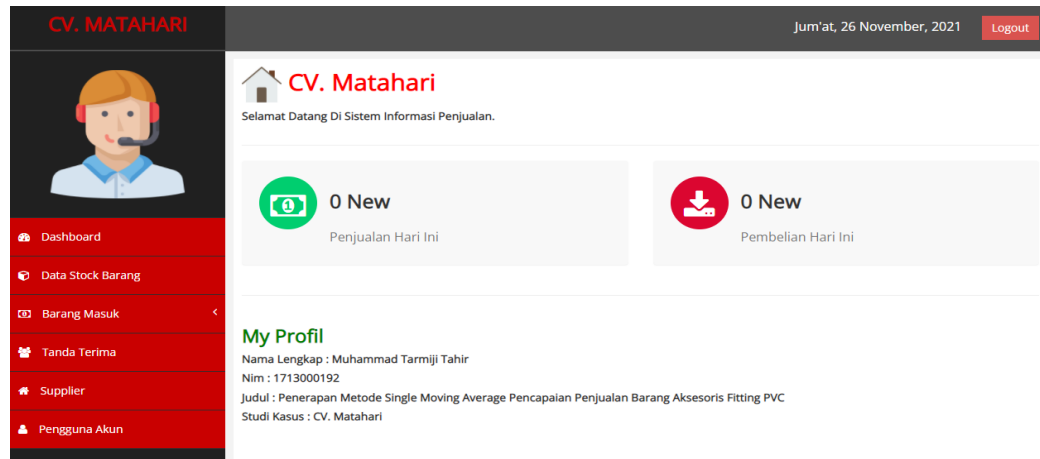 CV. MATAHARI
Jum'at, 26 November, 2021
Logout
CV. Matahari
Selamat Datang Di Sistem Informasi Penjualan.
1
0 New
Penjualan Hari Ini
0 New
Pembelian Hari Ini
Dashboard
Data Stock Barang
Barang Masuk
Tanda Terima
Supplier
Pengguna Akun
My Profil
Nama Lengkap : Muhammad Tarmiji Tahir
Nim : 1713000192
Judul : Penerapan Metode Single Moving Average Pencapaian Penjualan Barang Aksesoris Fitting PVC
Studi Kasus : CV. Matahari